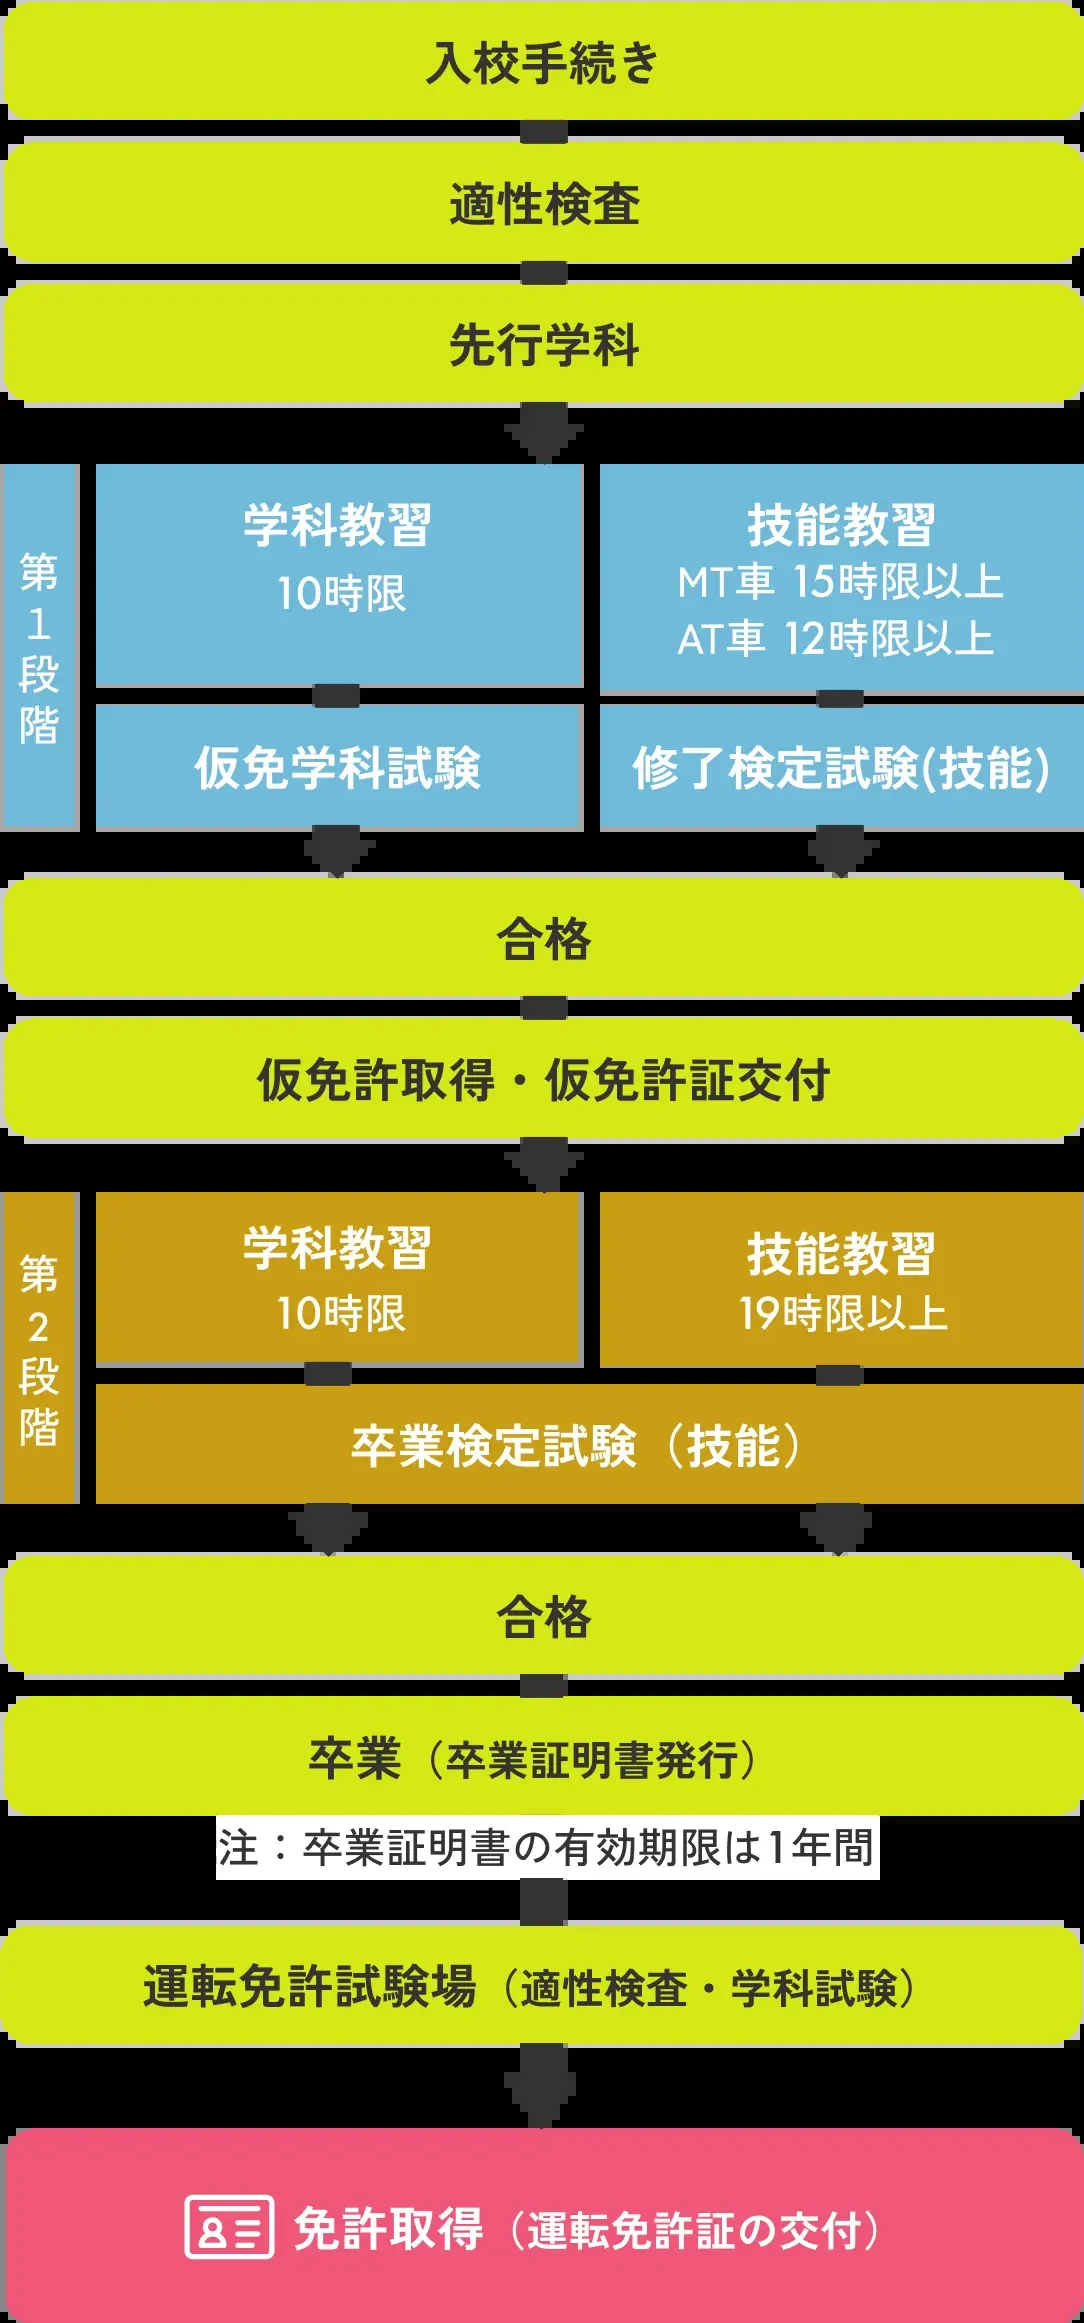 入校手続き
適性検査
先行学科
第1段階
学科教習
10時限
技能教習
MT車 15時限以上
AT車 12時限以上
仮免学科試験
修了検定試験(技能)
合格
仮免許取得・仮免許証交付
第2段階
学科教習
10時限
技能教習
19時限以上
卒業検定試験（技能）
合格
卒業（卒業証明書発行）
注：卒業証明書の有効期限は1年間
運転免許試験場（適性検査・学科試験）
免許取得（運転免許証の交付）